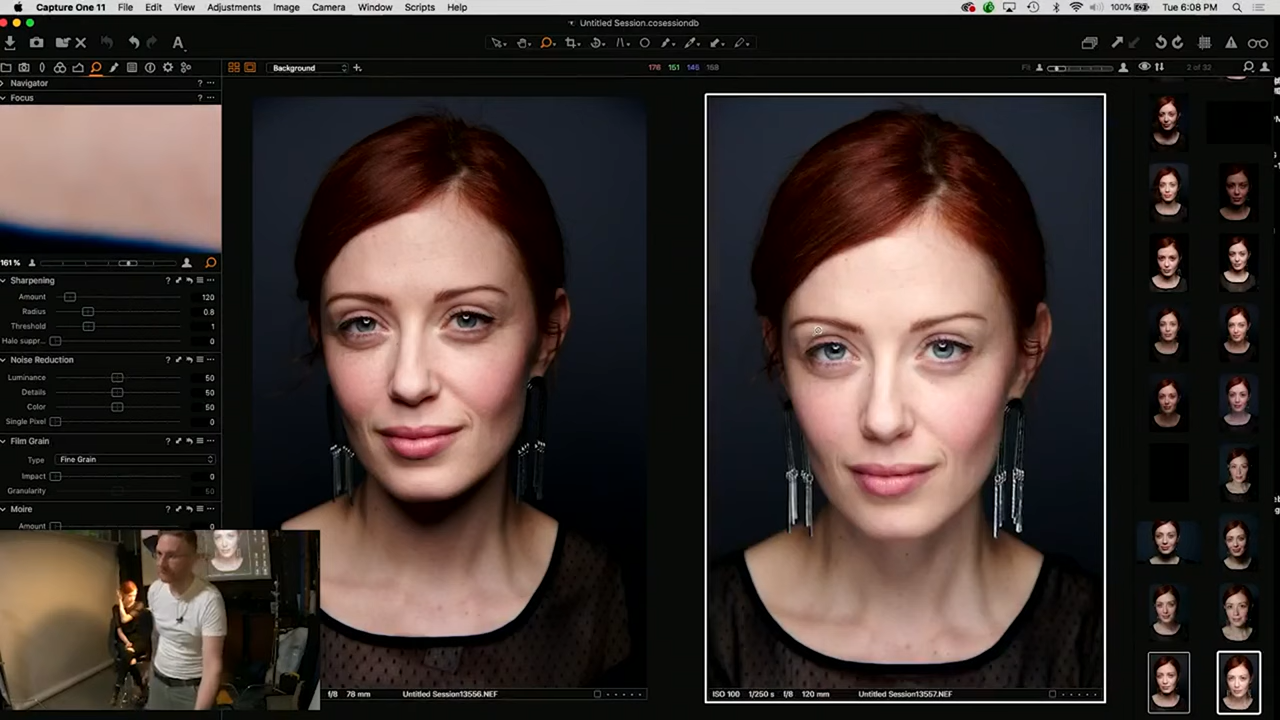 Capture One 11 File Edit View Adjustments Image Camera Window Scripts Help 100% Tue 6:08 PM
Untitled Session.cosessiondb
Background 176 151 146 168 Fit 2 of 32
Navigator ? ...
Focus ? ...
161 %
Sharpening ? ...
Amount 120
Radius 0.8
Threshold 1
Halo suppr... 0
Noise Reduction ? ...
Luminance 50
Details 50
Color 50
Single Pixel 0
Film Grain ? ...
Type Fine Grain
Impact 0
Granularity 50
Moire ? ...
Amount 0
f/8 78 mm Untitled Session13556.NEF
ISO 100 1/250 s f/8 120 mm Untitled Session13557.NEF